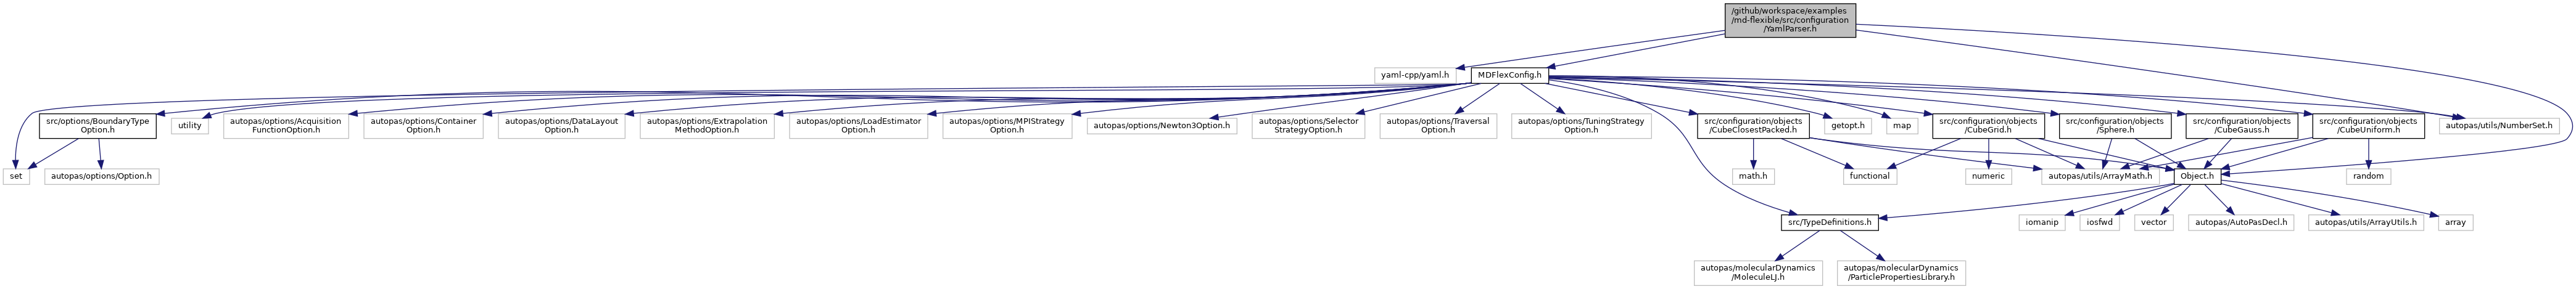 /github/workspace/examples
/md-flexible/src/configuration
/YamlParser.h
yaml-cpp/yaml.h
MDFlexConfig.h
src/options/BoundaryType
Option.h
utility
autopas/options/Acquisition
FunctionOption.h
autopas/options/Container
Option.h
autopas/options/DataLayout
Option.h
autopas/options/Extrapolation
MethodOption.h
autopas/options/LoadEstimator
Option.h
autopas/options/MPIStrategy
Option.h
autopas/options/Newton3Option.h
autopas/options/Selector
StrategyOption.h
autopas/options/Traversal
Option.h
autopas/options/TuningStrategy
Option.h
src/configuration/objects
/CubeClosestPacked.h
getopt.h
map
src/configuration/objects
/CubeGrid.h
src/configuration/objects
/Sphere.h
src/configuration/objects
/CubeGauss.h
src/configuration/objects
/CubeUniform.h
autopas/utils/NumberSet.h
set
autopas/options/Option.h
math.h
functional
numeric
autopas/utils/ArrayMath.h
Object.h
random
src/TypeDefinitions.h
iomanip
iosfwd
vector
autopas/AutoPasDecl.h
autopas/utils/ArrayUtils.h
array
autopas/molecularDynamics
/MoleculeLJ.h
autopas/molecularDynamics
/ParticlePropertiesLibrary.h